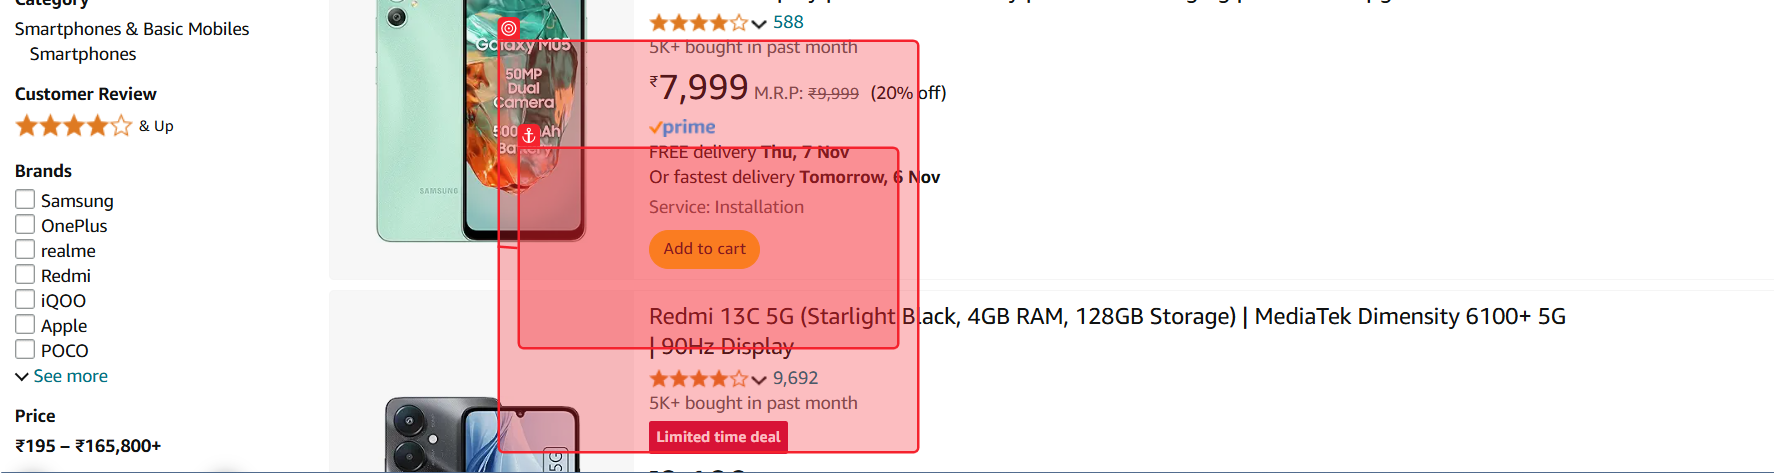 Category
Smartphones & Basic Mobiles
Smartphones
Customer Review
& Up
Brands
Samsung
OnePlus
realme
Redmi
iQOO
Apple
POCO
See more
Price
₹195 – ₹165,800+
Galaxy M05
50MP
Dual
Camera
Battery
SAMSUNG
588
5K+ bought in past month
₹7,999 M.R.P: ₹9,999 (20% off)
prime
FREE delivery Thu, 7 Nov
Or fastest delivery Tomorrow, 6 Nov
Service: Installation
Add to cart
Redmi 13C 5G (Starlight Black, 4GB RAM, 128GB Storage) | MediaTek Dimensity 6100+ 5G
| 90Hz Display
9,692
5K+ bought in past month
Limited time deal
5G